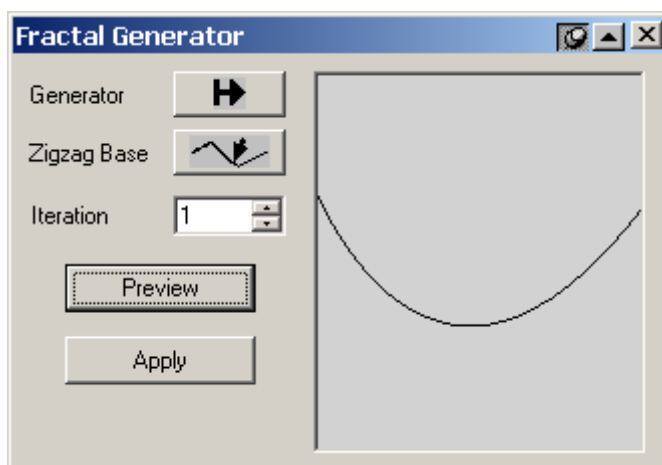 Fractal Generator
Generator
Zigzag Base
Iteration 1
Preview
Apply